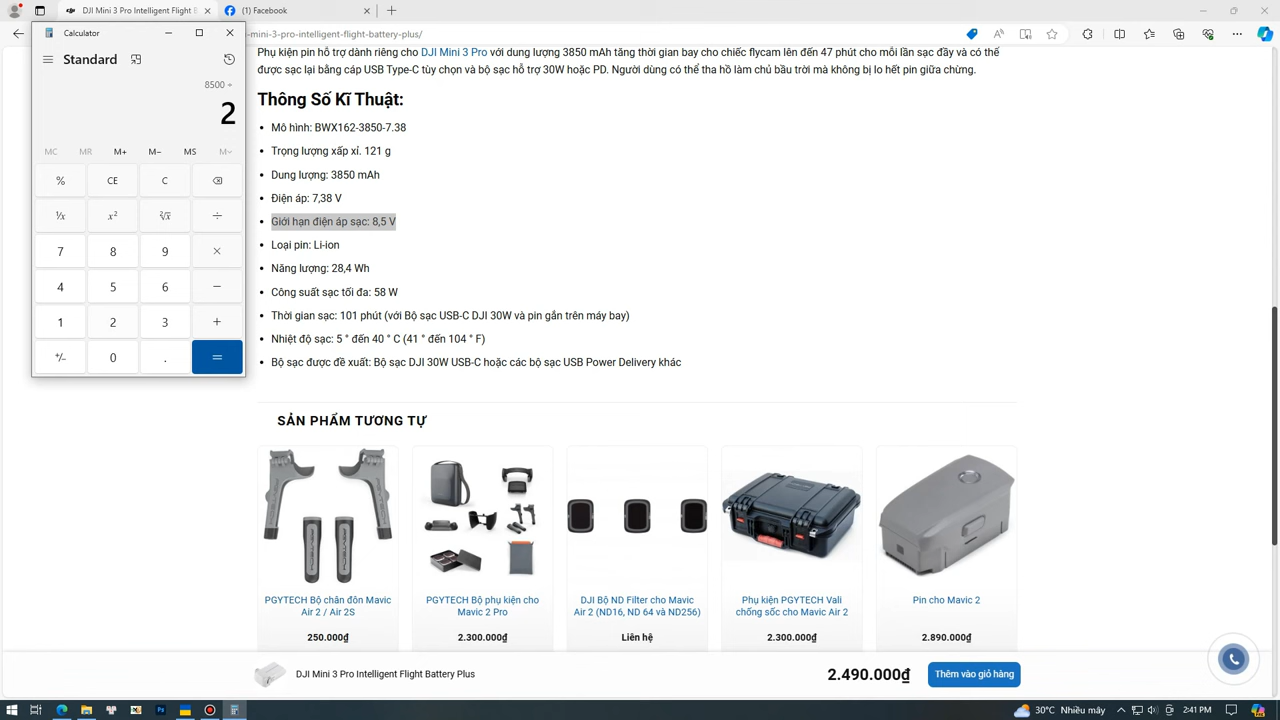 DJI Mini 3 Pro Intelligent Flight B
(1) Facebook
-mini-3-pro-intelligent-flight-battery-plus/
Calculator
Standard
8500 ÷
2
MC MR M+ M− MS M
% CE C
¹/x x² ²√x ÷
7 8 9 ×
4 5 6 −
1 2 3 +
+/− 0 . =
Phụ kiện pin hỗ trợ dành riêng cho DJI Mini 3 Pro với dung lượng 3850 mAh tăng thời gian bay cho chiếc flycam lên đến 47 phút cho mỗi lần sạc đầy và có thể
được sạc lại bằng cáp USB Type-C tùy chọn và bộ sạc hỗ trợ 30W hoặc PD. Người dùng có thể tha hồ làm chủ bầu trời mà không bị lo hết pin giữa chừng.
Thông Số Kĩ Thuật:
Mô hình: BWX162-3850-7.38
Trọng lượng xấp xỉ. 121 g
Dung lượng: 3850 mAh
Điện áp: 7,38 V
Giới hạn điện áp sạc: 8,5 V
Loại pin: Li-ion
Năng lượng: 28,4 Wh
Công suất sạc tối đa: 58 W
Thời gian sạc: 101 phút (với Bộ sạc USB-C DJI 30W và pin gắn trên máy bay)
Nhiệt độ sạc: 5 ° đến 40 ° C (41 ° đến 104 ° F)
Bộ sạc được đề xuất: Bộ sạc DJI 30W USB-C hoặc các bộ sạc USB Power Delivery khác
SẢN PHẨM TƯƠNG TỰ
PGYTECH Bộ chân đôn Mavic
Air 2 / Air 2S
250.000₫
PGYTECH Bộ phụ kiện cho
Mavic 2 Pro
2.300.000₫
DJI Bộ ND Filter cho Mavic
Air 2 (ND16, ND 64 và ND256)
Liên hệ
Phụ kiện PGYTECH Vali
chống sốc cho Mavic Air 2
2.300.000₫
Pin cho Mavic 2
2.890.000₫
DJI Mini 3 Pro Intelligent Flight Battery Plus
2.490.000₫
Thêm vào giỏ hàng
30°C Nhiều mây
2:41 PM